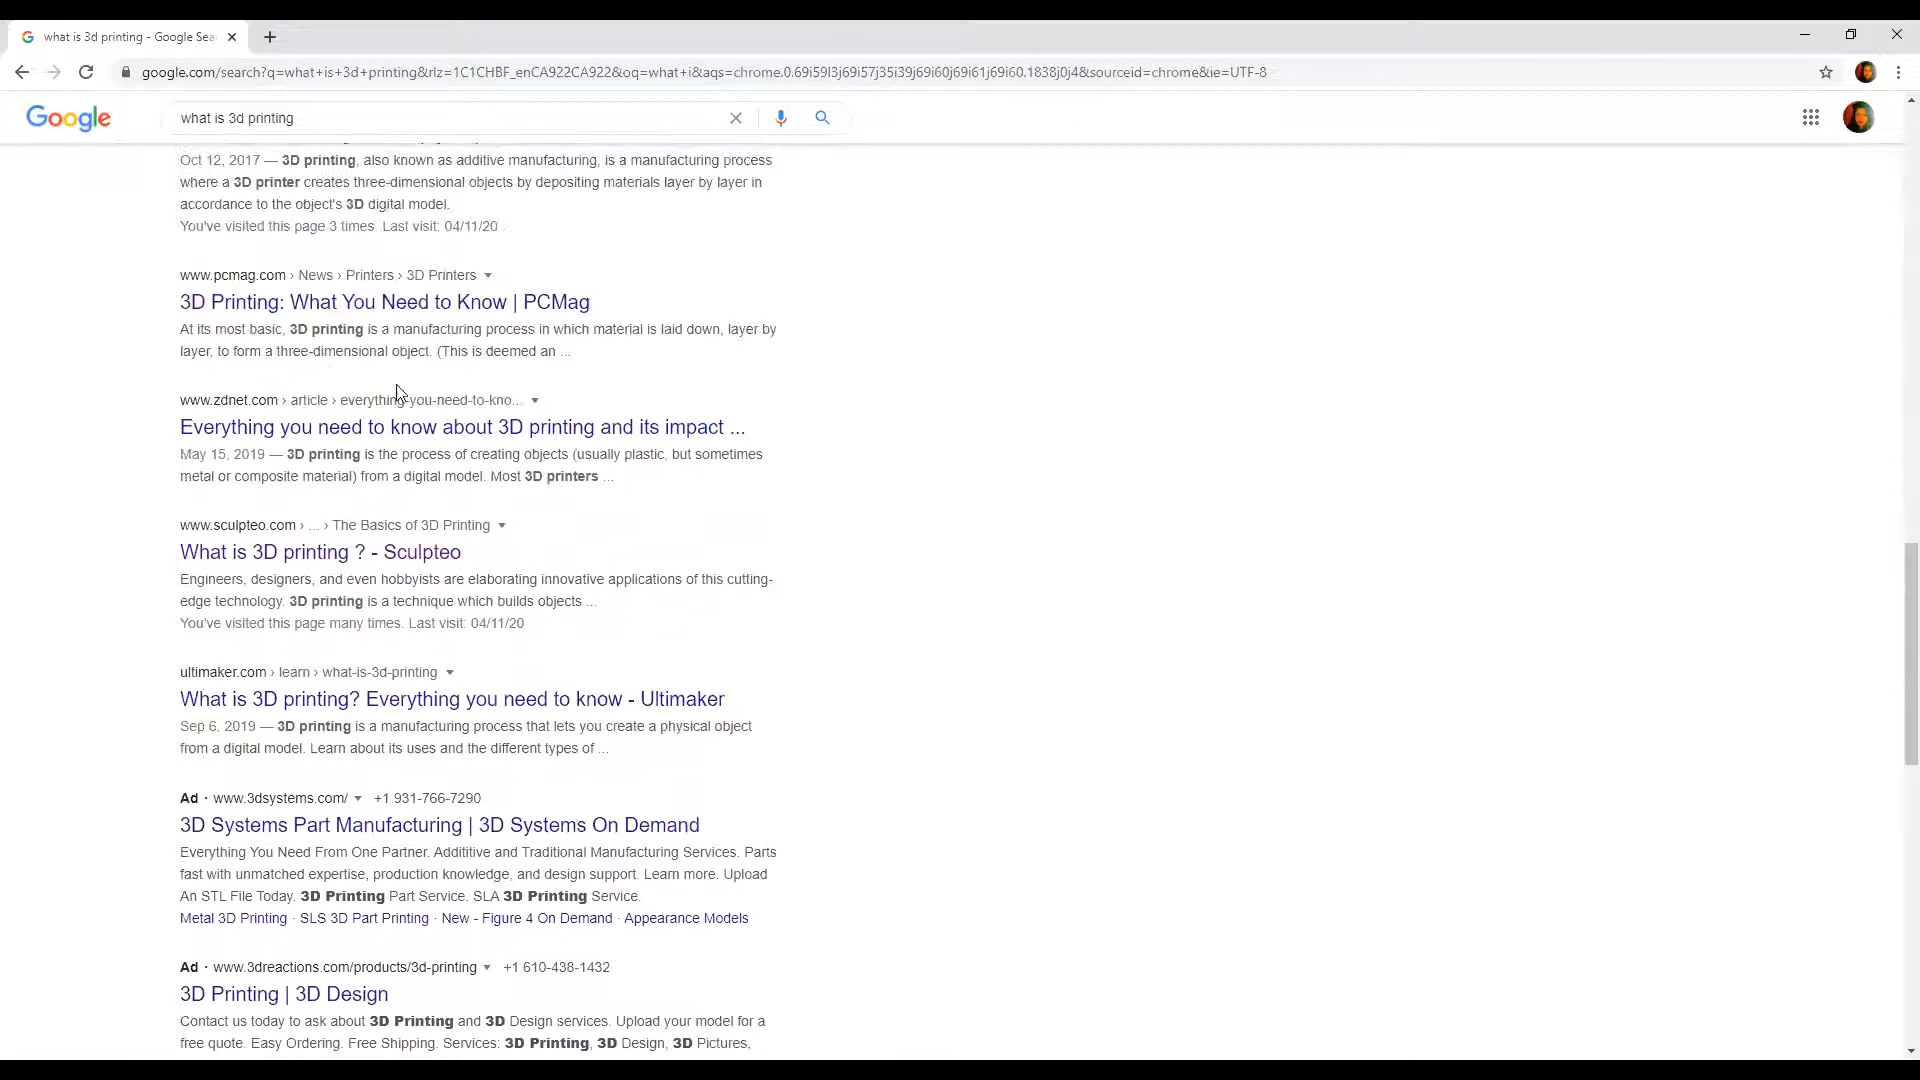 what is 3d printing - Google Sea
google.com/search?q=what+is+3d+printing&rlz=1C1CHBF_enCA922CA922&oq=what+i&aqs=chrome.0.69i59l3j69i57j35i39j69i60j69i61j69i60.1838j0j4&sourceid=chrome&ie=UTF-8
Google
what is 3d printing
Oct 12, 2017 — 3D printing, also known as additive manufacturing, is a manufacturing process
where a 3D printer creates three-dimensional objects by depositing materials layer by layer in
accordance to the object's 3D digital model.
You've visited this page 3 times. Last visit: 04/11/20
www.pcmag.com › News › Printers › 3D Printers
3D Printing: What You Need to Know | PCMag
At its most basic, 3D printing is a manufacturing process in which material is laid down, layer by
layer, to form a three-dimensional object. (This is deemed an ...
www.zdnet.com › article › everything-you-need-to-kno...
Everything you need to know about 3D printing and its impact ...
May 15, 2019 — 3D printing is the process of creating objects (usually plastic, but sometimes
metal or composite material) from a digital model. Most 3D printers ...
www.sculpteo.com › ... › The Basics of 3D Printing
What is 3D printing ? - Sculpteo
Engineers, designers, and even hobbyists are elaborating innovative applications of this cutting-
edge technology. 3D printing is a technique which builds objects ...
You've visited this page many times. Last visit: 04/11/20
ultimaker.com › learn › what-is-3d-printing
What is 3D printing? Everything you need to know - Ultimaker
Sep 6, 2019 — 3D printing is a manufacturing process that lets you create a physical object
from a digital model. Learn about its uses and the different types of ...
Ad · www.3dsystems.com/ +1 931-766-7290
3D Systems Part Manufacturing | 3D Systems On Demand
Everything You Need From One Partner. Addititive and Traditional Manufacturing Services. Parts
fast with unmatched expertise, production knowledge, and design support. Learn more. Upload
An STL File Today. 3D Printing Part Service. SLA 3D Printing Service.
Metal 3D Printing · SLS 3D Part Printing · New - Figure 4 On Demand · Appearance Models
Ad · www.3dreactions.com/products/3d-printing +1 610-438-1432
3D Printing | 3D Design
Contact us today to ask about 3D Printing and 3D Design services. Upload your model for a
free quote. Easy Ordering. Free Shipping. Services: 3D Printing, 3D Design, 3D Pictures,